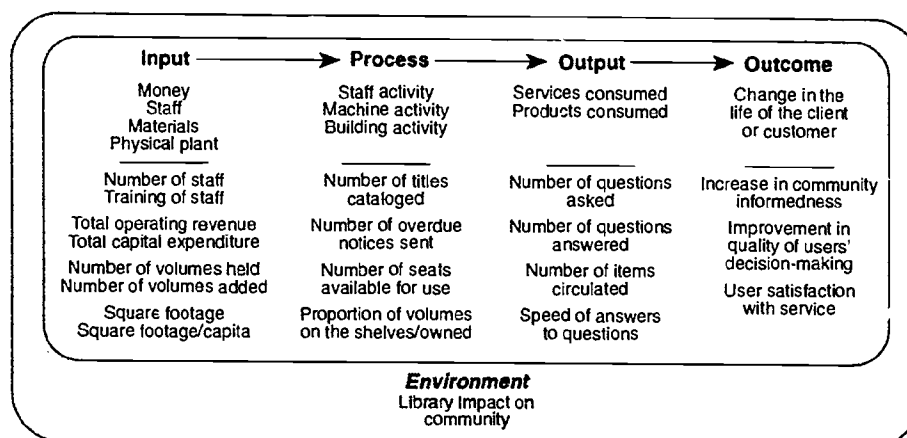 Input Process Output Outcome
Money
Staff
Materials
Physical plant
Number of staff
Training of staff
Total operating revenue
Total capital expenditure
Number of volumes held
Number of volumes added
Square footage
Square footage/capita
Staff activity
Machine activity
Building activity
Number of titles
cataloged
Number of overdue
notices sent
Number of seats
available for use
Proportion of volumes
on the shelves/owned
Services consumed
Products consumed
Number of questions
asked
Number of questions
answered
Number of items
circulated
Speed of answers
to questions
Change in the
life of the client
or customer
Increase in community
informedness
Improvement in
quality of users'
decision-making
User satisfaction
with service
Environment
Library Impact on
community